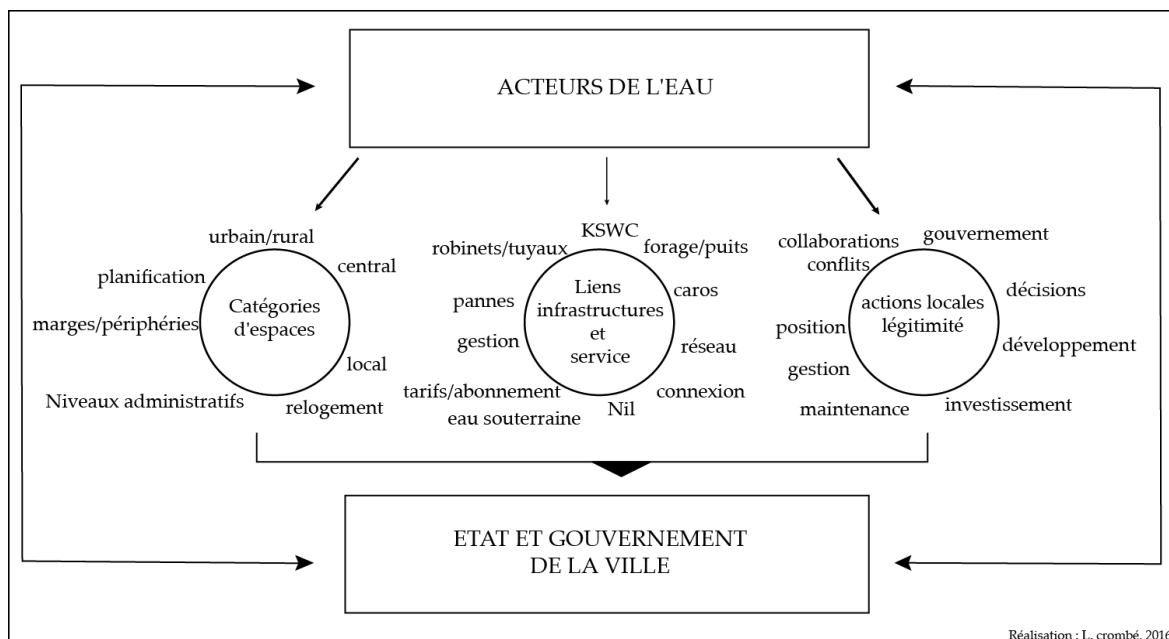 ACTEURS DE L'EAU
urbain/rural
central
planification
marges/périphéries
local
Niveaux administratifs
relogement
Catégories
d'espaces
KSWC
robinets/tuyaux
forage/puits
pannes
caros
gestion
réseau
tarifs/abonnement
connexion
eau souterraine
Nil
Liens
infrastructures
et
service
collaborations
conflits
gouvernement
décisions
position
développement
gestion
maintenance
investissement
actions locales
légitimité
ETAT ET GOUVERNEMENT
DE LA VILLE
Réalisation : L. crombé, 2016